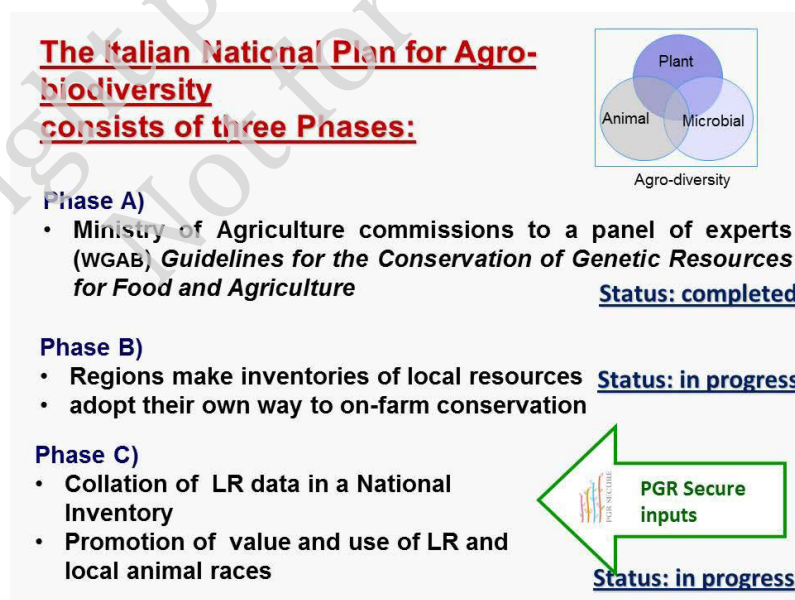 The Italian National Plan for Agro-
biodiversity
consists of three Phases:
Plant
Animal
Microbial
Agro-diversity
Phase A)
• Ministry of Agriculture commissions to a panel of experts
(WGAB) Guidelines for the Conservation of Genetic Resources
for Food and Agriculture
Status: completed
Phase B)
• Regions make inventories of local resources
Status: in progress
• adopt their own way to on-farm conservation
Phase C)
• Collation of LR data in a National
Inventory
• Promotion of value and use of LR and
local animal races
PGR SECURE
PGR Secure
inputs
Status: in progress
Not for